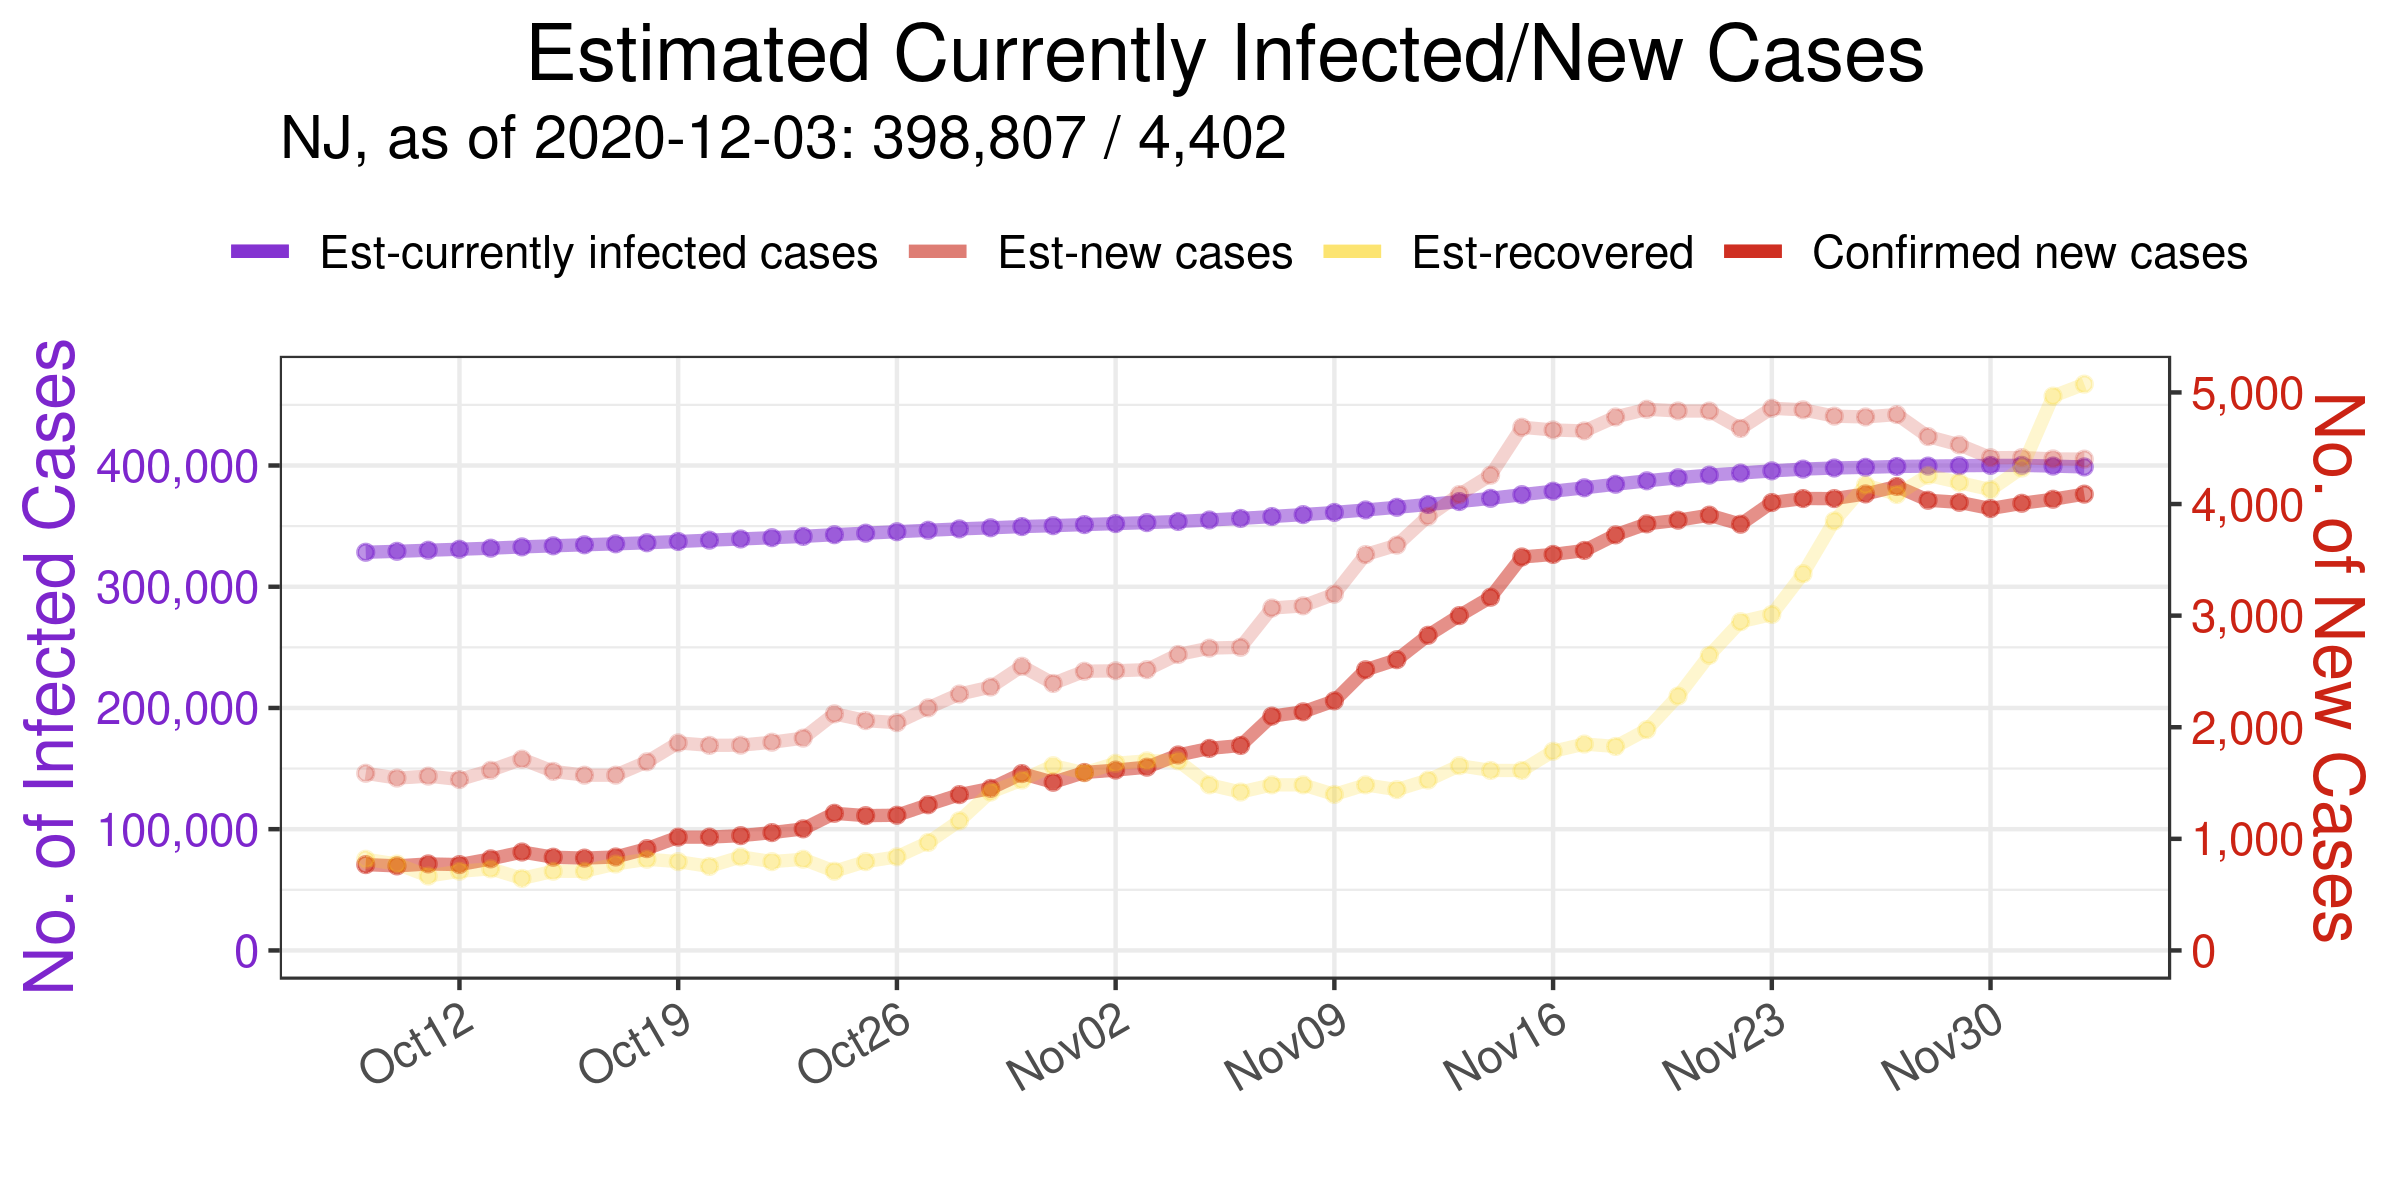 Estimated Currently Infected/New Cases
NJ, as of 2020-12-03: 398,807 / 4,402
Est-currently infected cases Est-new cases Est-recovered Confirmed new cases
No. of Infected Cases
400,000
300,000
200,000
100,000
0
5,000
4,000
3,000
2,000
1,000
0
No. of New Cases
Oct12 Oct19 Oct26 Nov02 Nov09 Nov16 Nov23 Nov30